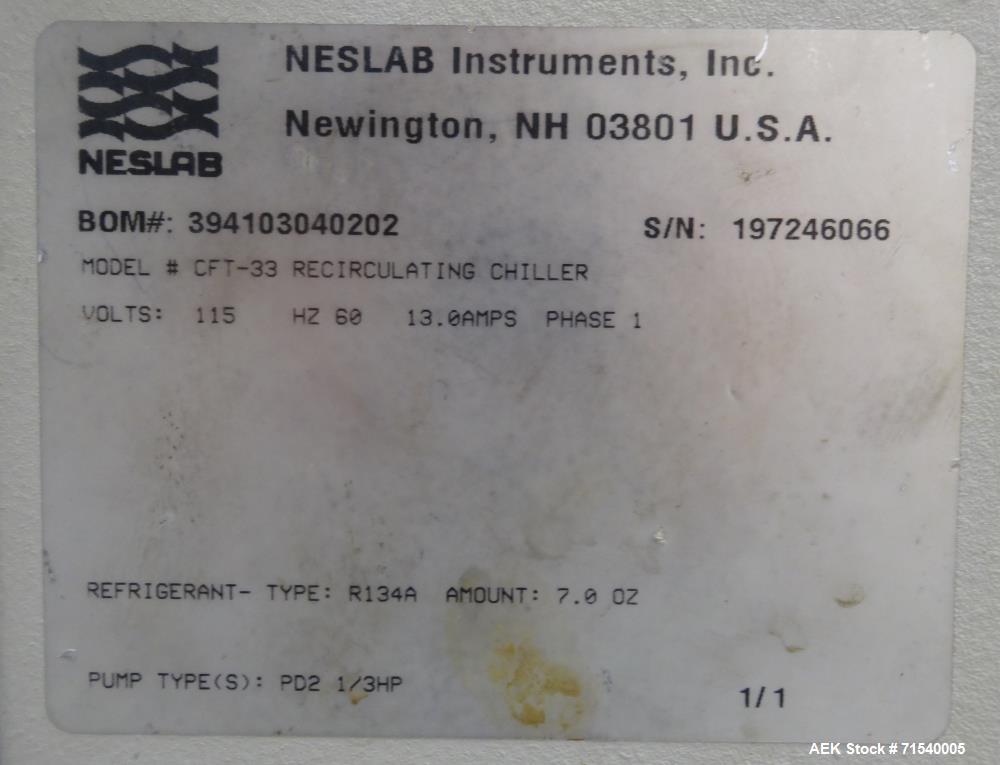 NESLAB Instruments, Inc.
Newington, NH 03801 U.S.A.
NESLAB
BOM#: 394103040202 S/N: 197246066
MODEL # CFT-33 RECIRCULATING CHILLER
VOLTS: 115 HZ 60 13.0AMPS PHASE 1
REFRIGERANT- TYPE: R134A AMOUNT: 7.0 OZ
PUMP TYPE(S): PD2 1/3HP
1/1
AEK Stock # 71540005